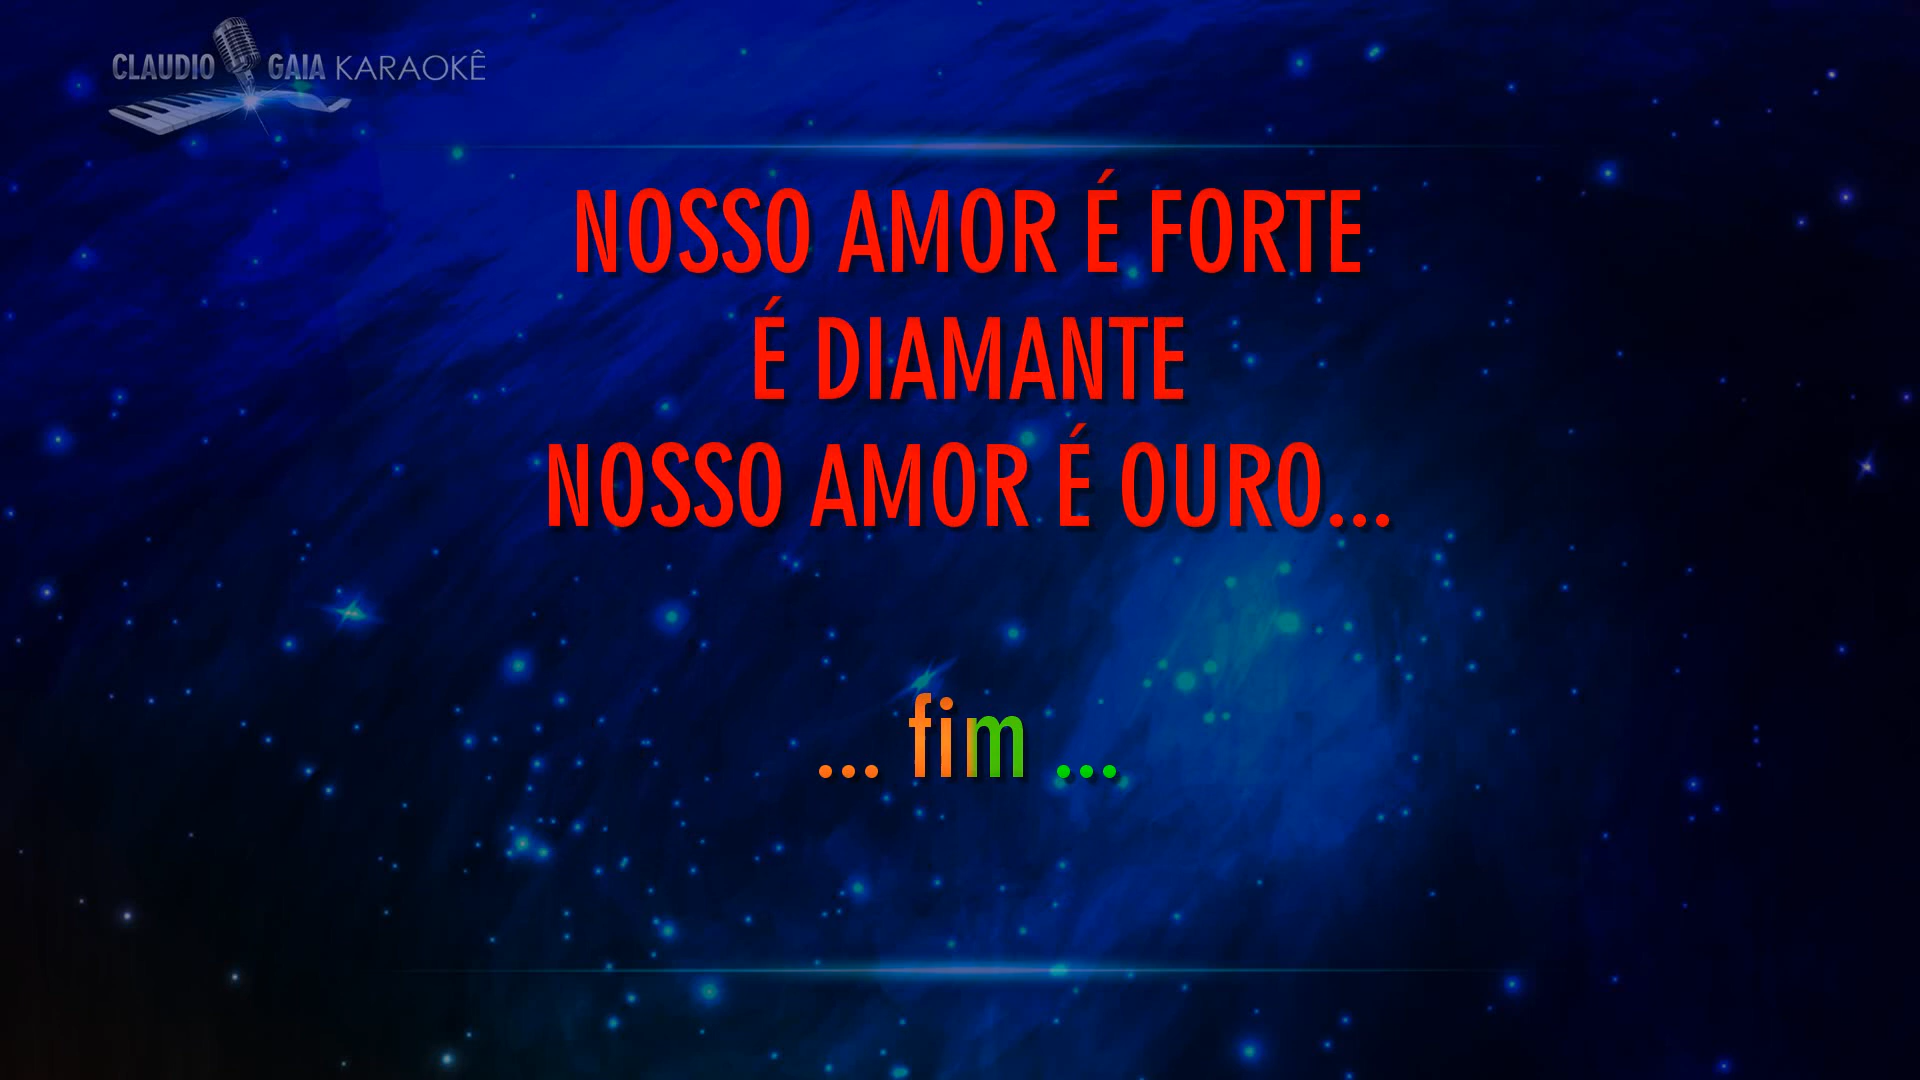 CLAUDIO GAIA KARAOKÊ
NOSSO AMOR É FORTE
É DIAMANTE
NOSSO AMOR É OURO...
... fim ...